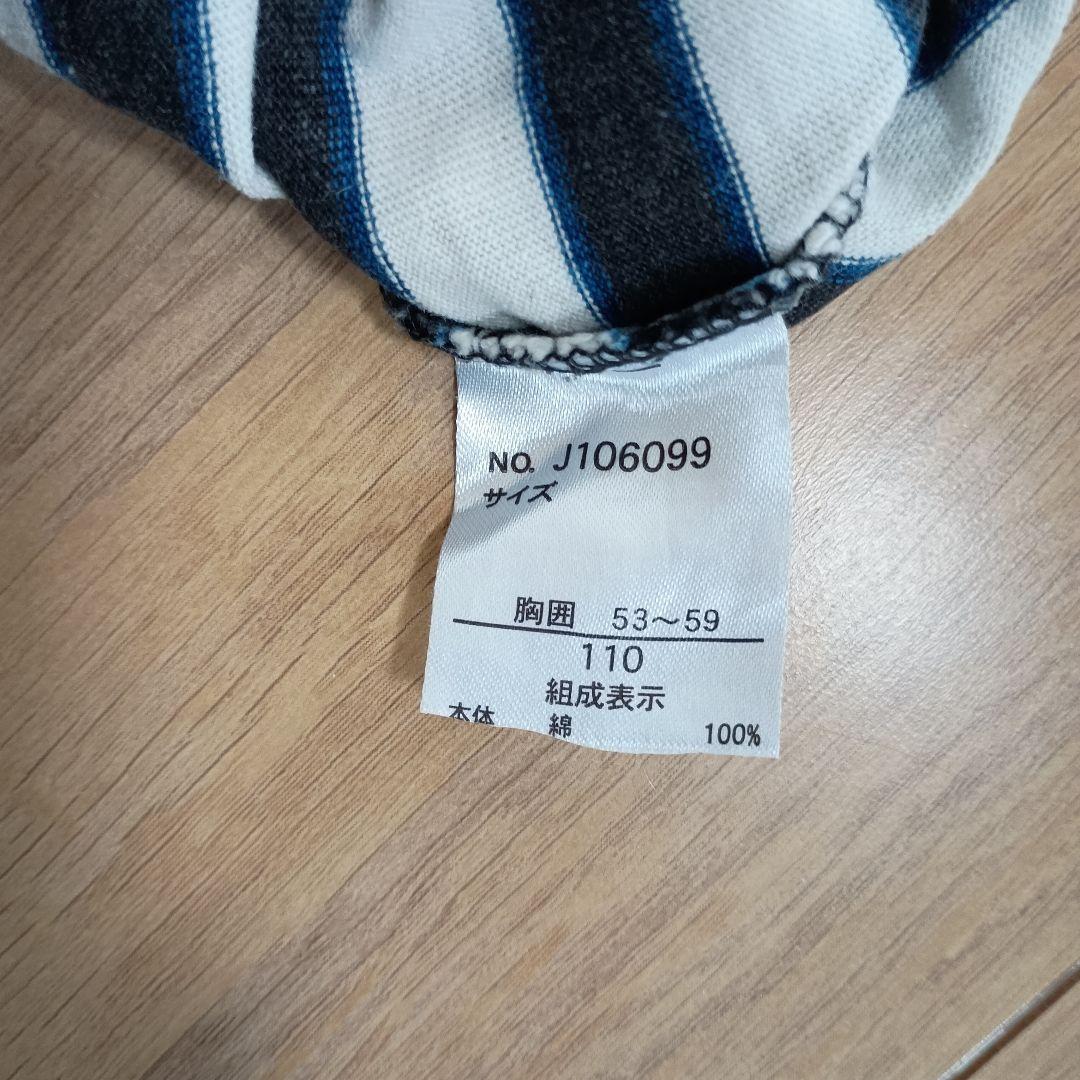 NO. J106099
サイズ
胸囲 53～59
110
組成表示
本体 綿 100%